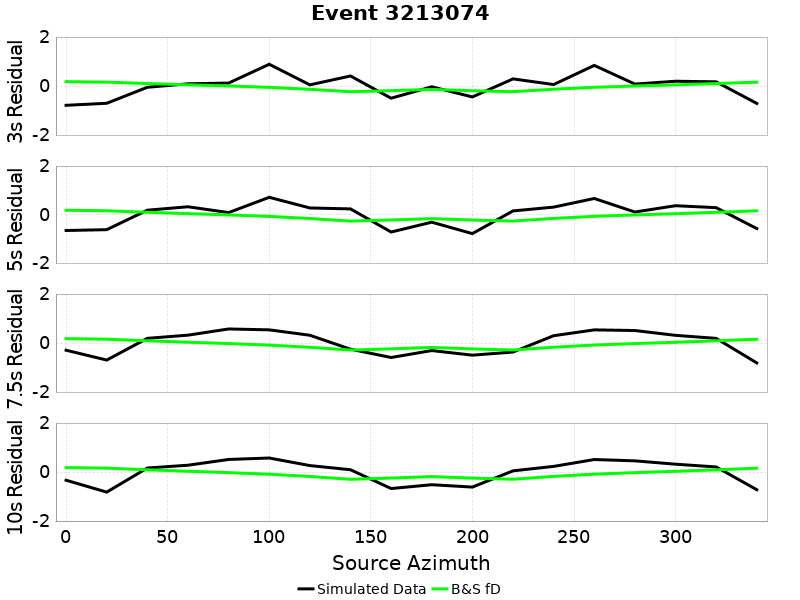 Event 3213074
3s Residual
2
0
-2
5s Residual
2
0
-2
7.5s Residual
2
0
-2
10s Residual
2
0
-2
0 50 100 150 200 250 300
Source Azimuth
Simulated Data B&S fD